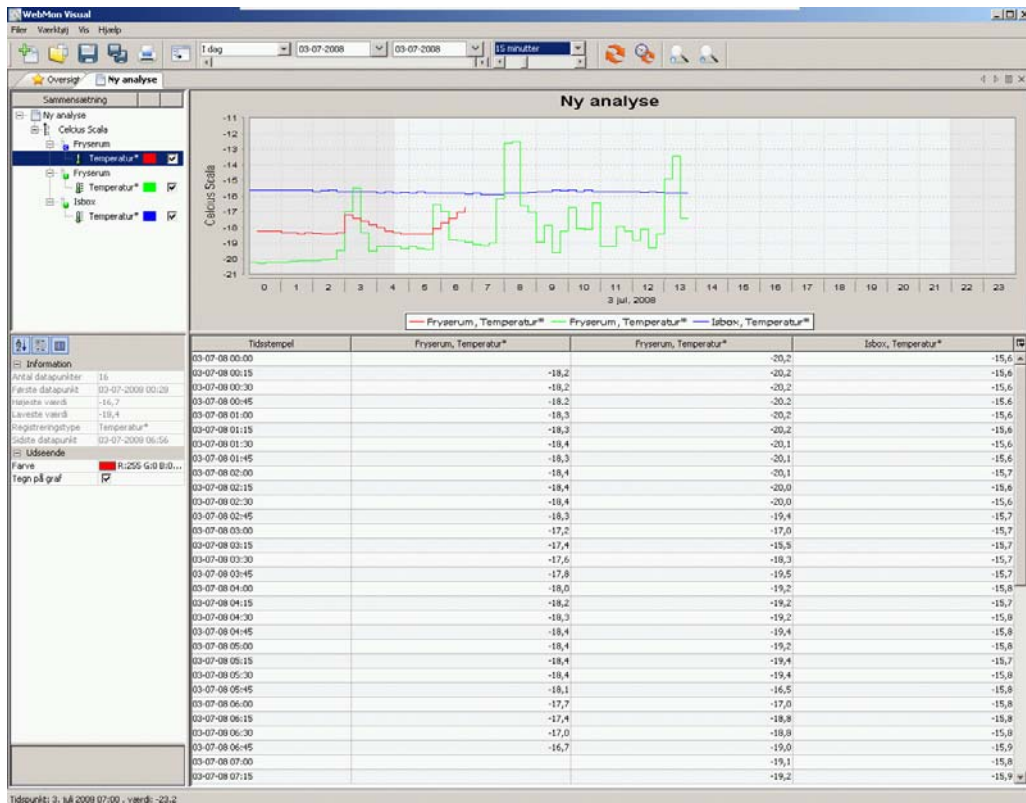 WebMon Visual
Filer Værktøj Vis Hjælp
I dag 03-07-2008 03-07-2008 15 minutter
Oversigt Ny analyse
Sammensætning
Ny analyse
Celcius Scala
Fryserum
Temperatur*
Fryserum
Temperatur*
Isbox
Temperatur*
Ny analyse
Celcius Scala
-11
-12
-13
-14
-15
-16
-17
-18
-19
-20
-21
0 1 2 3 4 5 6 7 8 9 10 11 12 13 14 15 16 17 18 19 20 21 22 23
3 jul, 2008
Fryserum, Temperatur* Fryserum, Temperatur* Isbox, Temperatur*
Information
Antal datapunkter 16
Første datapunkt 03-07-2008 00:28
Højeste værdi -16,7
Laveste værdi -18,4
Registreringstype Temperatur*
Sidste datapunkt 03-07-2008 06:56
Udseende
Farve R:255 G:0 B:0...
Tegn på graf
Tidsstempel Fryserum, Temperatur* Fryserum, Temperatur* Isbox, Temperatur*
03-07-08 00:00 -20,2 -15,6
03-07-08 00:15 -18,2 -20,2 -15,6
03-07-08 00:30 -18,2 -20,2 -15,6
03-07-08 00:45 -18,2 -20,2 -15,6
03-07-08 01:00 -18,3 -20,2 -15,6
03-07-08 01:15 -18,3 -20,2 -15,6
03-07-08 01:30 -18,4 -20,1 -15,6
03-07-08 01:45 -18,3 -20,1 -15,6
03-07-08 02:00 -18,4 -20,1 -15,7
03-07-08 02:15 -18,4 -20,0 -15,6
03-07-08 02:30 -18,4 -20,0 -15,6
03-07-08 02:45 -18,3 -19,4 -15,7
03-07-08 03:00 -17,2 -17,0 -15,7
03-07-08 03:15 -17,4 -15,5 -15,7
03-07-08 03:30 -17,6 -18,3 -15,7
03-07-08 03:45 -17,8 -19,5 -15,7
03-07-08 04:00 -18,0 -19,2 -15,8
03-07-08 04:15 -18,2 -19,2 -15,7
03-07-08 04:30 -18,3 -19,2 -15,8
03-07-08 04:45 -18,4 -19,4 -15,8
03-07-08 05:00 -18,4 -19,2 -15,8
03-07-08 05:15 -18,4 -19,4 -15,7
03-07-08 05:30 -18,4 -19,4 -15,8
03-07-08 05:45 -18,1 -16,5 -15,8
03-07-08 06:00 -17,7 -17,0 -15,8
03-07-08 06:15 -17,4 -18,8 -15,8
03-07-08 06:30 -17,0 -18,8 -15,8
03-07-08 06:45 -16,7 -19,0 -15,9
03-07-08 07:00 -19,1 -15,8
03-07-08 07:15 -19,2 -15,9
Tidspunkt: 3. juli 2008 07:00 , værdi: -23,2